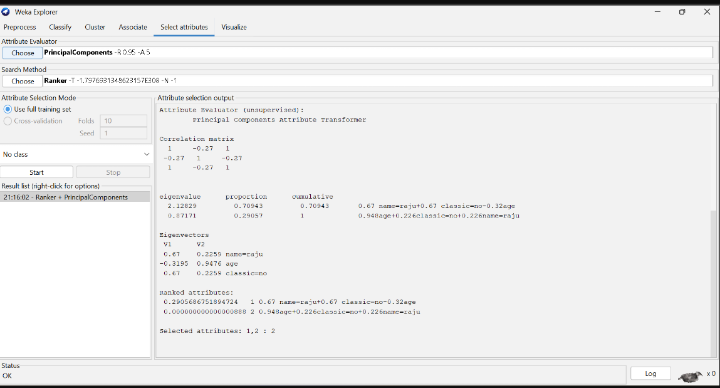 Weka Explorer
Preprocess Classify Cluster Associate Select attributes Visualize
Attribute Evaluator
Choose PrincipalComponents -R 0.95 -A 5
Search Method
Choose Ranker -T -1.7976931348623157E308 -N -1
Attribute Selection Mode
Use full training set
Cross-validation Folds 10
Seed 1
No class
Start Stop
Result list (right-click for options)
21:16:02 - Ranker + PrincipalComponents
Attribute selection output
Attribute Evaluator (unsupervised):
Principal Components Attribute Transformer
Correlation matrix
1 -0.27 1
-0.27 1 -0.27
1 -0.27 1
eigenvalue proportion cumulative
2.12829 0.70943 0.70943 0.67 name=raju+0.67 classic=no-0.32age
0.87171 0.29057 1 0.948age+0.226classic=no+0.226name=raju
Eigenvectors
V1 V2
0.67 0.2259 name=raju
-0.3195 0.9476 age
0.67 0.2259 classic=no
Ranked attributes:
0.2905686751894724 1 0.67 name=raju+0.67 classic=no-0.32age
2 0.948age+0.226classic=no+0.226name=raju
Selected attributes: 1,2 : 2
Status
OK
Log
x 0